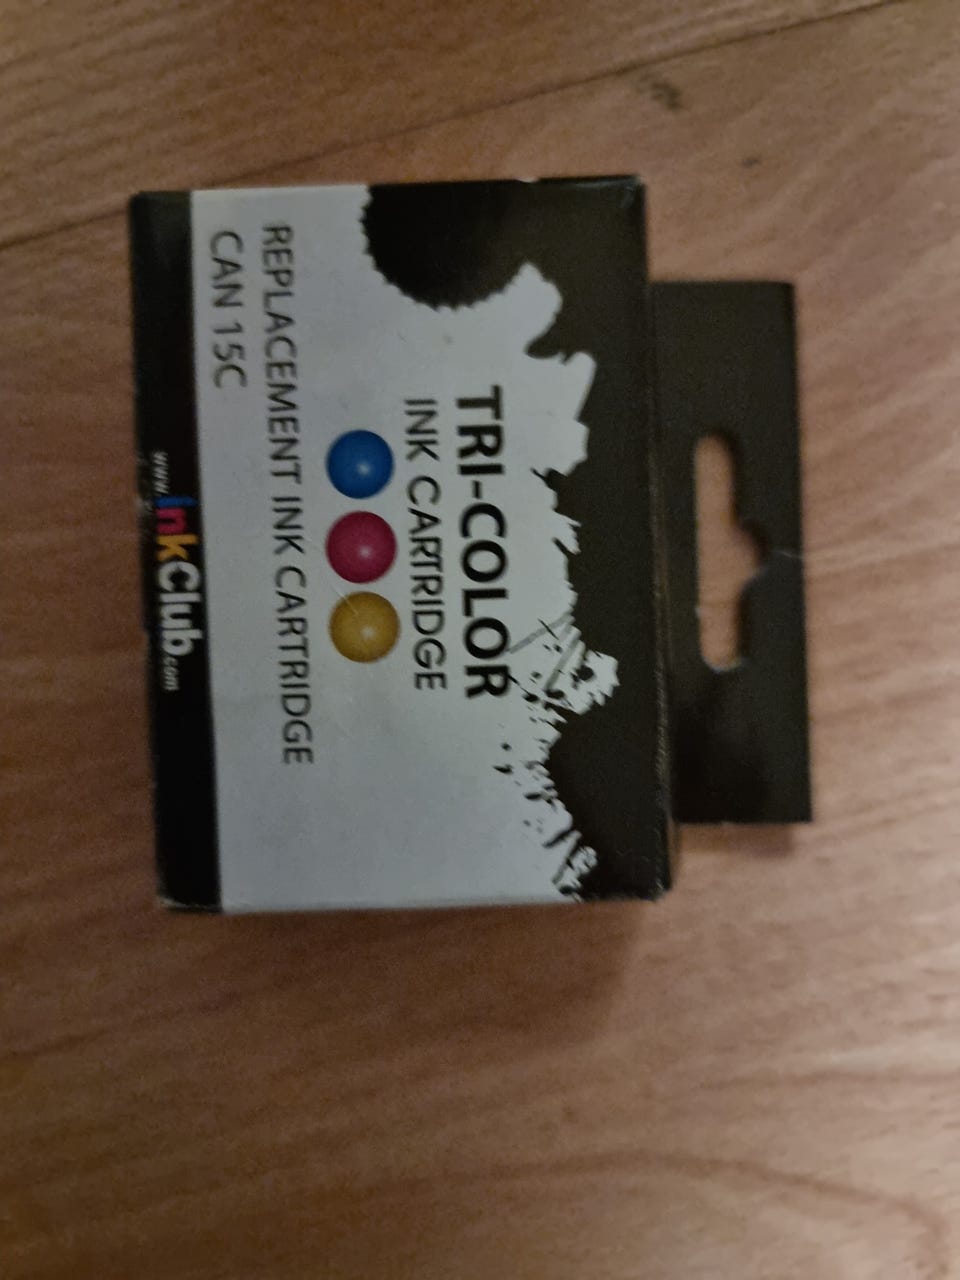 TRI-COLOR
INK CARTRIDGE
REPLACEMENT INK CARTRIDGE
CAN 15C
www.inkClub.com